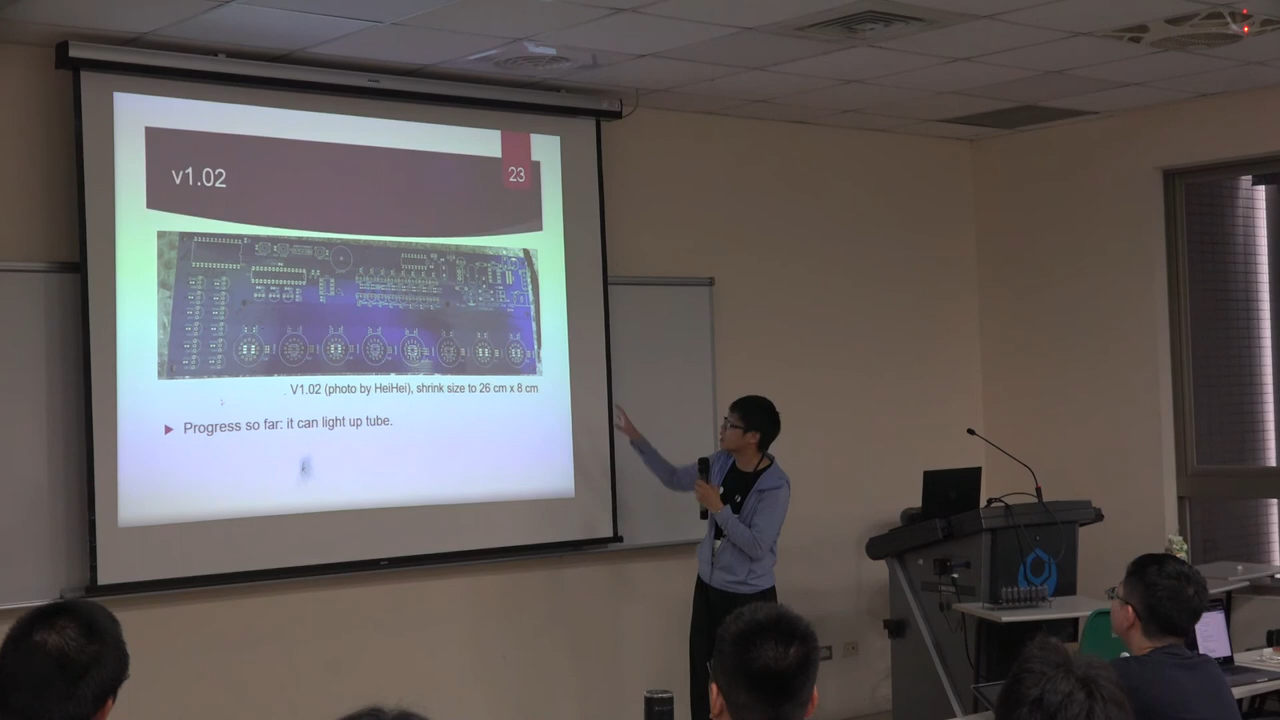 v1.02
23
V1.02 (photo by HeiHei), shrink size to 26 cm x 8 cm
Progress so far: it can light up tube.